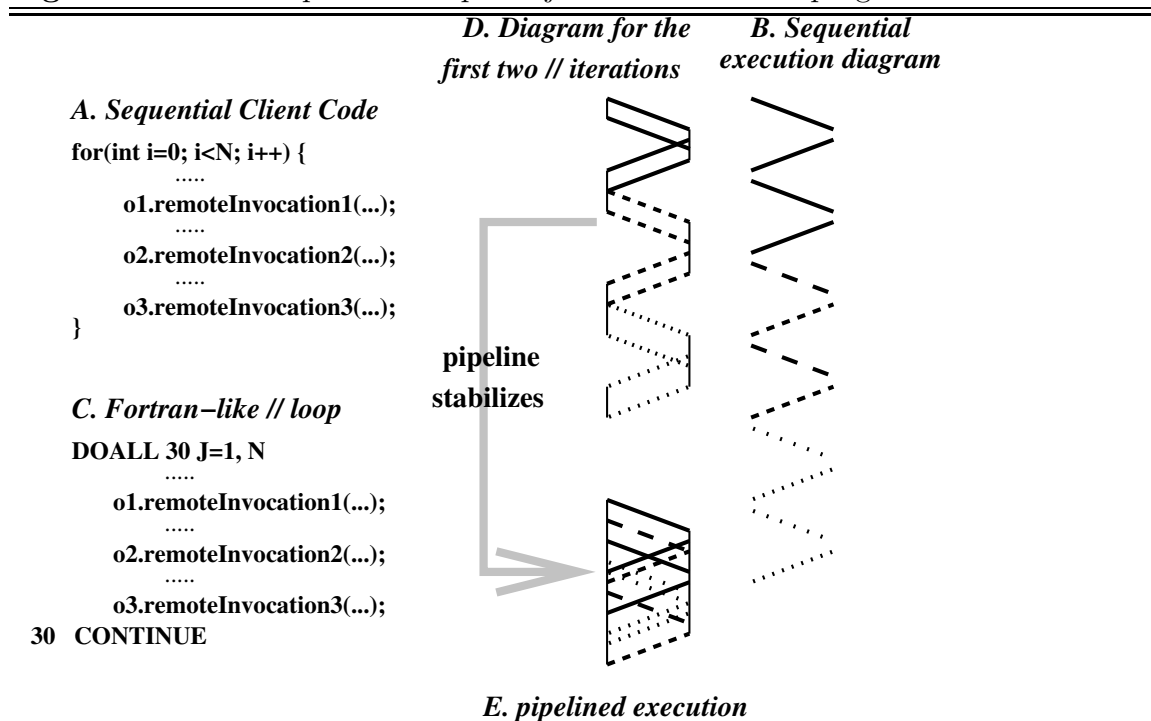 D. Diagram for the
first two // iterations
B. Sequential
execution diagram
A. Sequential Client Code
for(int i=0; i<N; i++) {
.....
o1.remoteInvocation1(...);
.....
o2.remoteInvocation2(...);
.....
o3.remoteInvocation3(...);
}
pipeline
stabilizes
C. Fortran−like // loop
DOALL 30 J=1, N
.....
o1.remoteInvocation1(...);
.....
o2.remoteInvocation2(...);
.....
o3.remoteInvocation3(...);
30 CONTINUE
E. pipelined execution